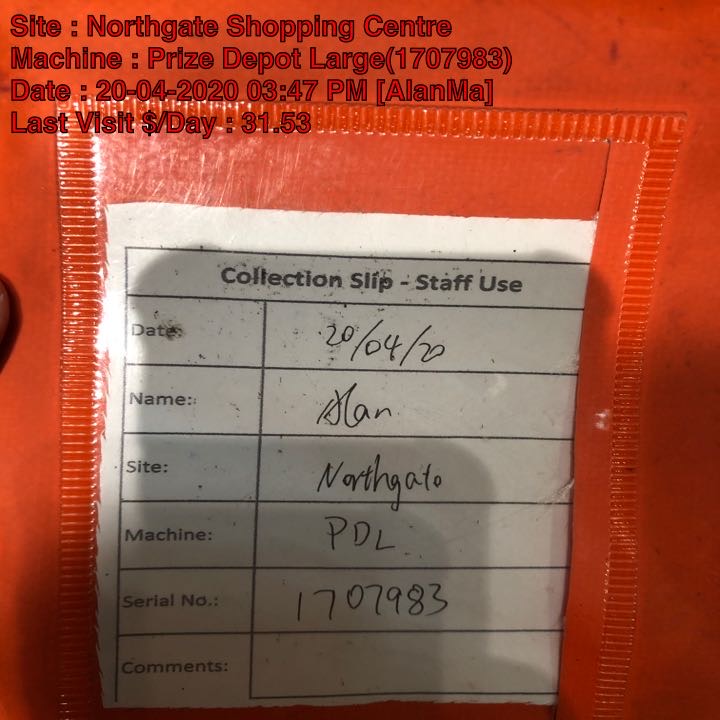 Site : Northgate Shopping Centre
Machine : Prize Depot Large(1707983)
Date : 20-04-2020 03:47 PM [AlanMa]
Last Visit $/Day : 31.53
Collection Slip - Staff Use
Date: 20/04/20
Name: Alan
Site: Northgate
Machine: PDL
Serial No.: 1707983
Comments: